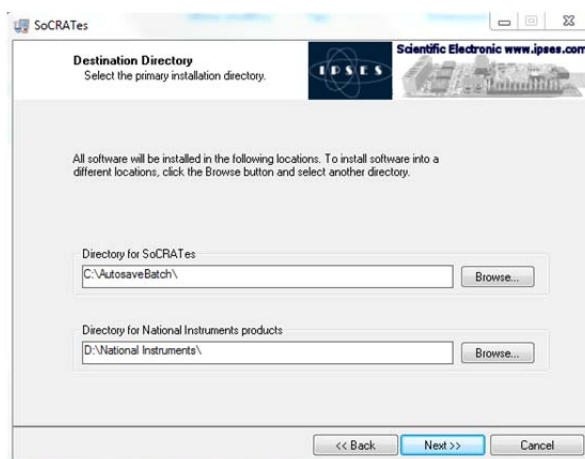 SoCRATes
Destination Directory
Select the primary installation directory.
IPSES
Scientific Electronic www.ipses.com
All software will be installed in the following locations. To install software into a
different locations, click the Browse button and select another directory.
Directory for SoCRATes
C:\AutosaveBatch\
Browse...
Directory for National Instruments products
D:\National Instruments\
Browse...
<< Back
Next >>
Cancel